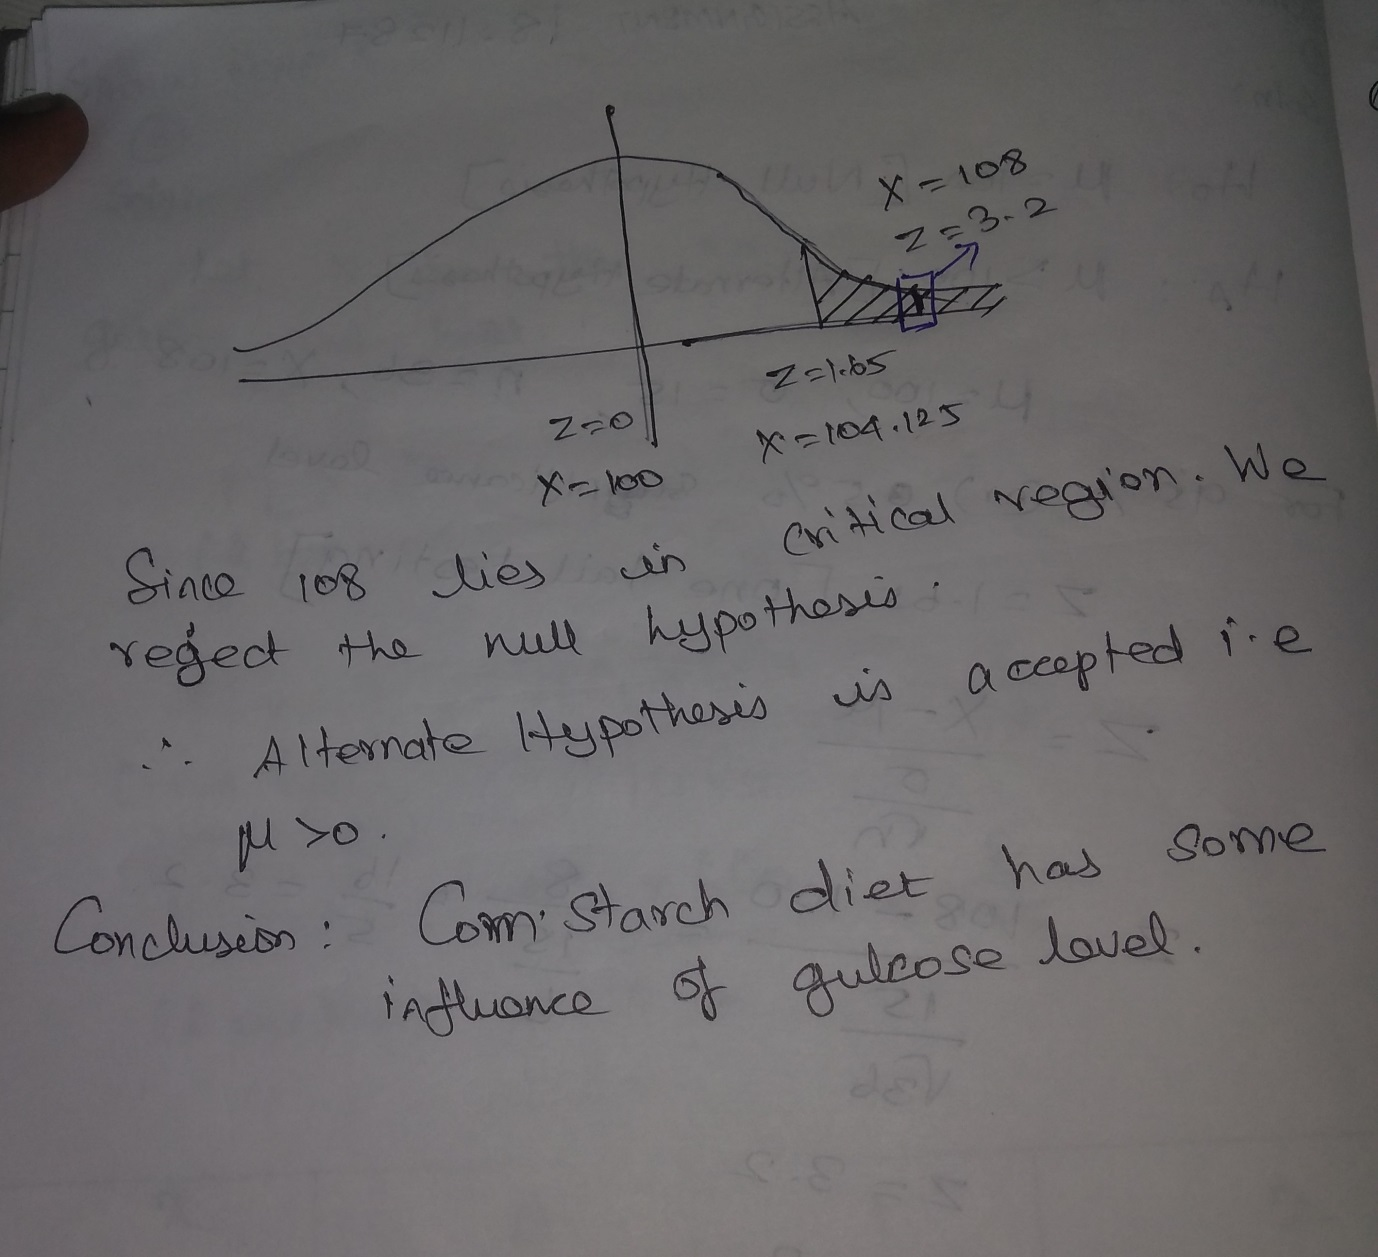 X = 108
Z = 3.2
Z = 1.65
X = 104.125
Z = 0
X = 100
Since 108 lies in critical region. We
reject the null hypothesis.
∴ Alternate Hypothesis is accepted i.e
μ > 0.
Conclusion: Corn Starch diet has some
influence of gulcose level.